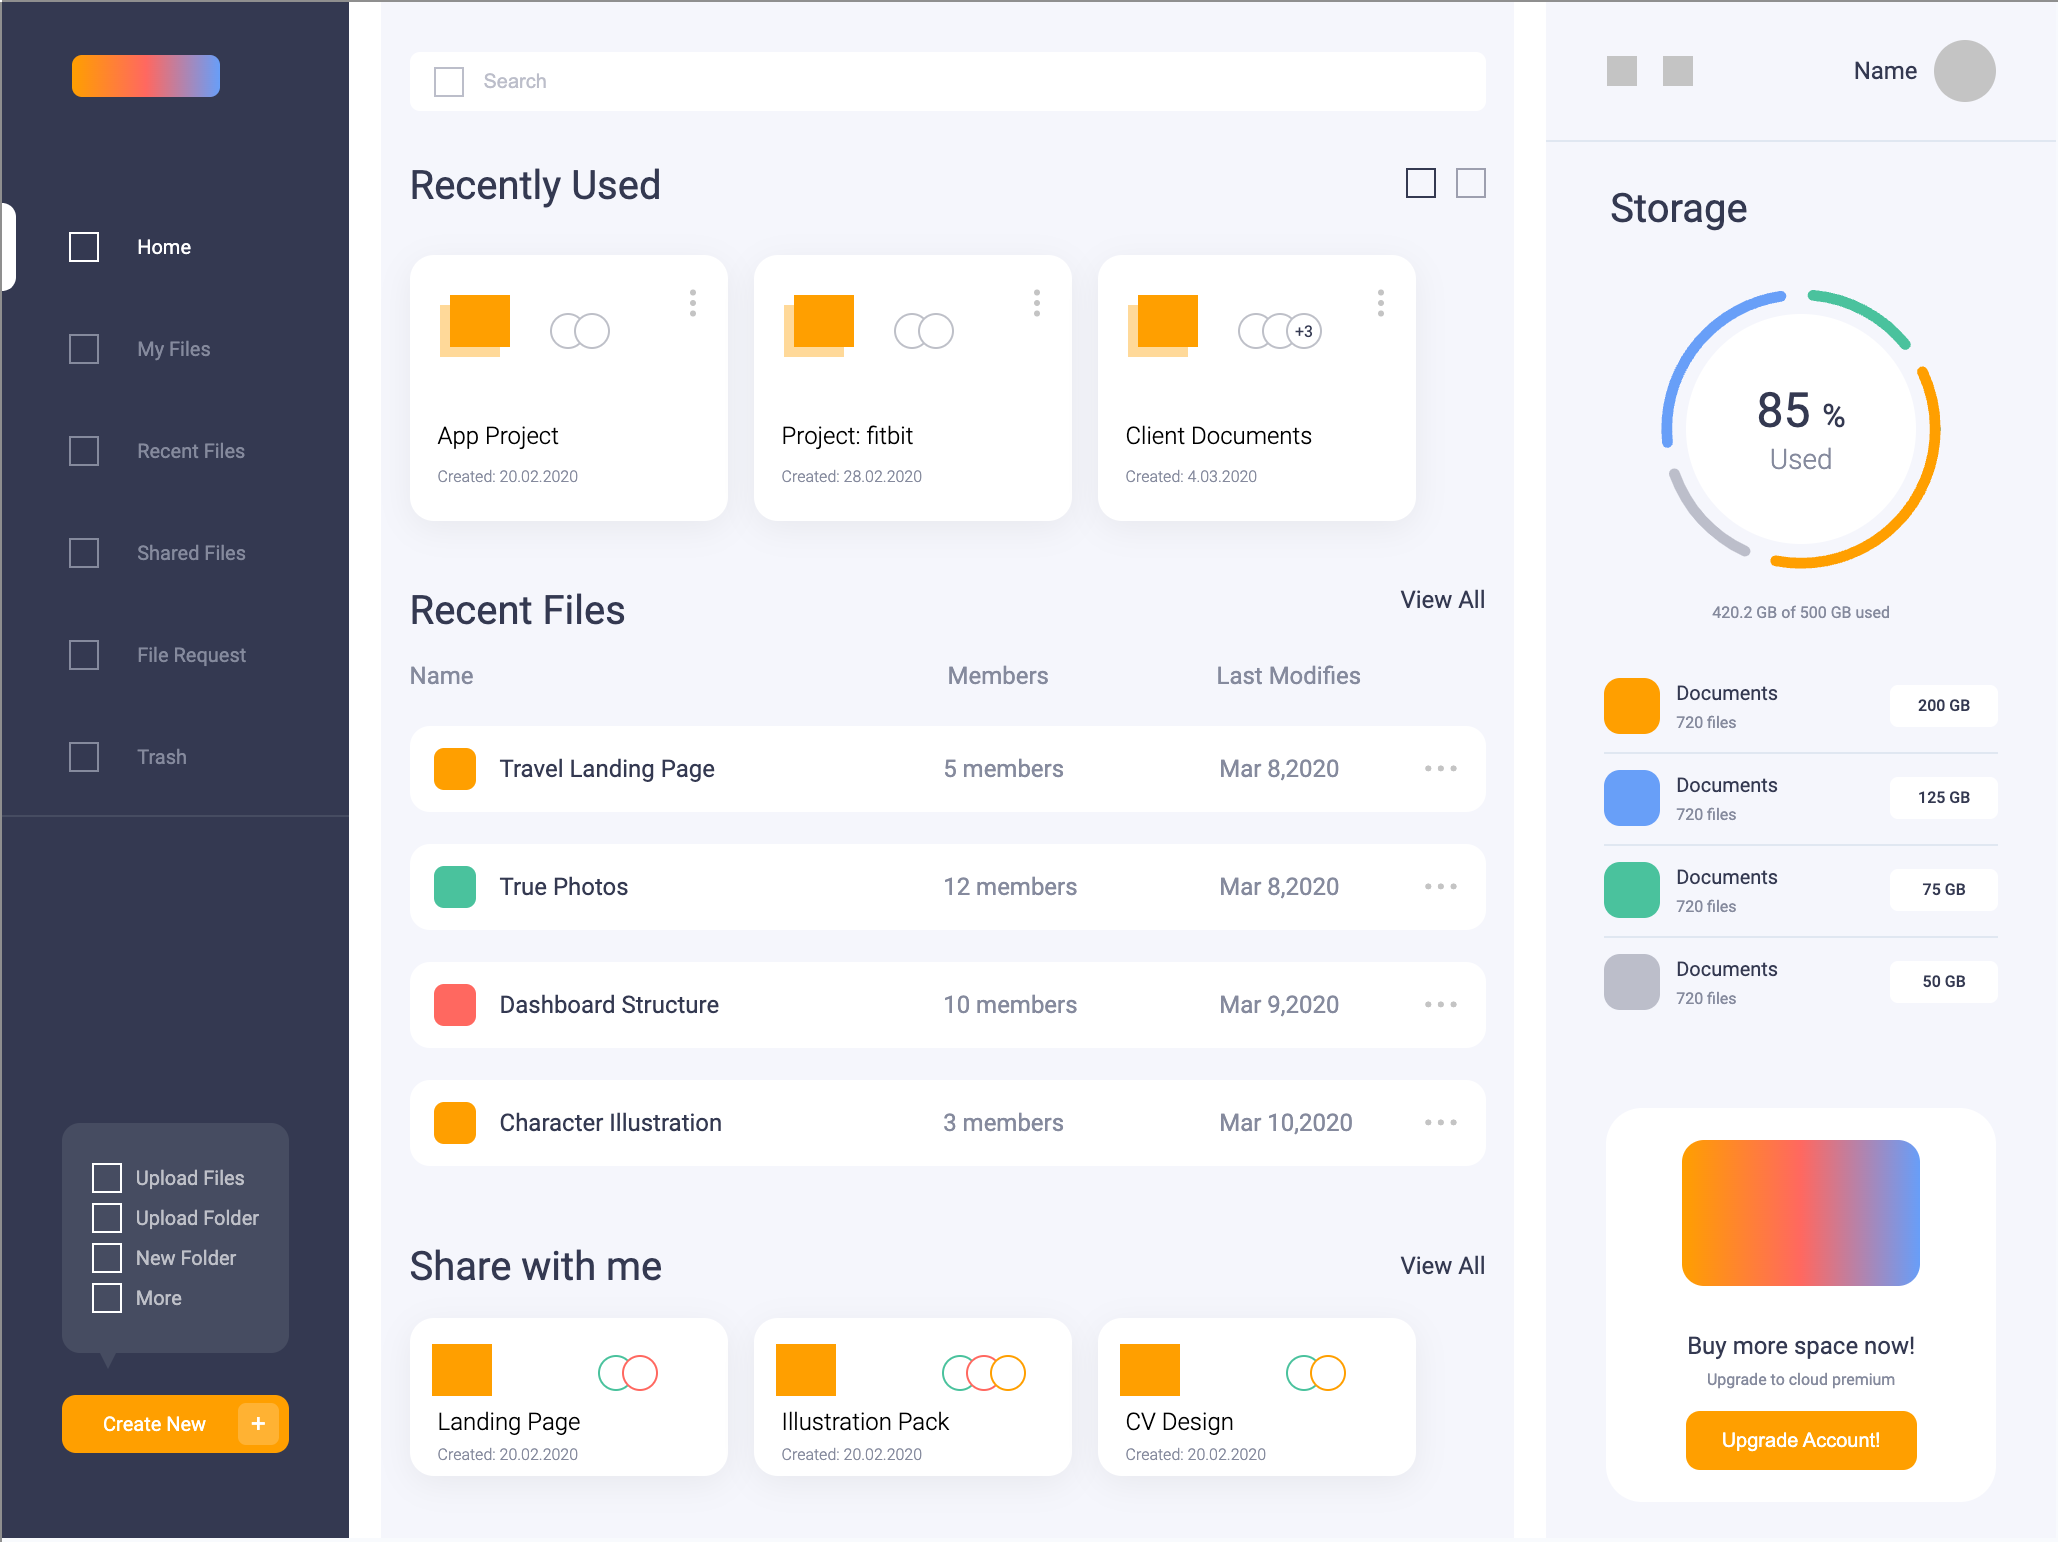 Home
My Files
Recent Files
Shared Files
File Request
Trash
Upload Files
Upload Folder
New Folder
More
Create New +
Search
Recently Used
App Project
Created: 20.02.2020
Project: fitbit
Created: 28.02.2020
+3
Client Documents
Created: 4.03.2020
Recent Files
View All
Name Members Last Modifies
Travel Landing Page 5 members Mar 8,2020
True Photos 12 members Mar 8,2020
Dashboard Structure 10 members Mar 9,2020
Character Illustration 3 members Mar 10,2020
Share with me
View All
Landing Page
Created: 20.02.2020
Illustration Pack
Created: 20.02.2020
CV Design
Created: 20.02.2020
Name
Storage
85 %
Used
420.2 GB of 500 GB used
Documents
720 files
200 GB
Documents
720 files
125 GB
Documents
720 files
75 GB
Documents
720 files
50 GB
Buy more space now!
Upgrade to cloud premium
Upgrade Account!